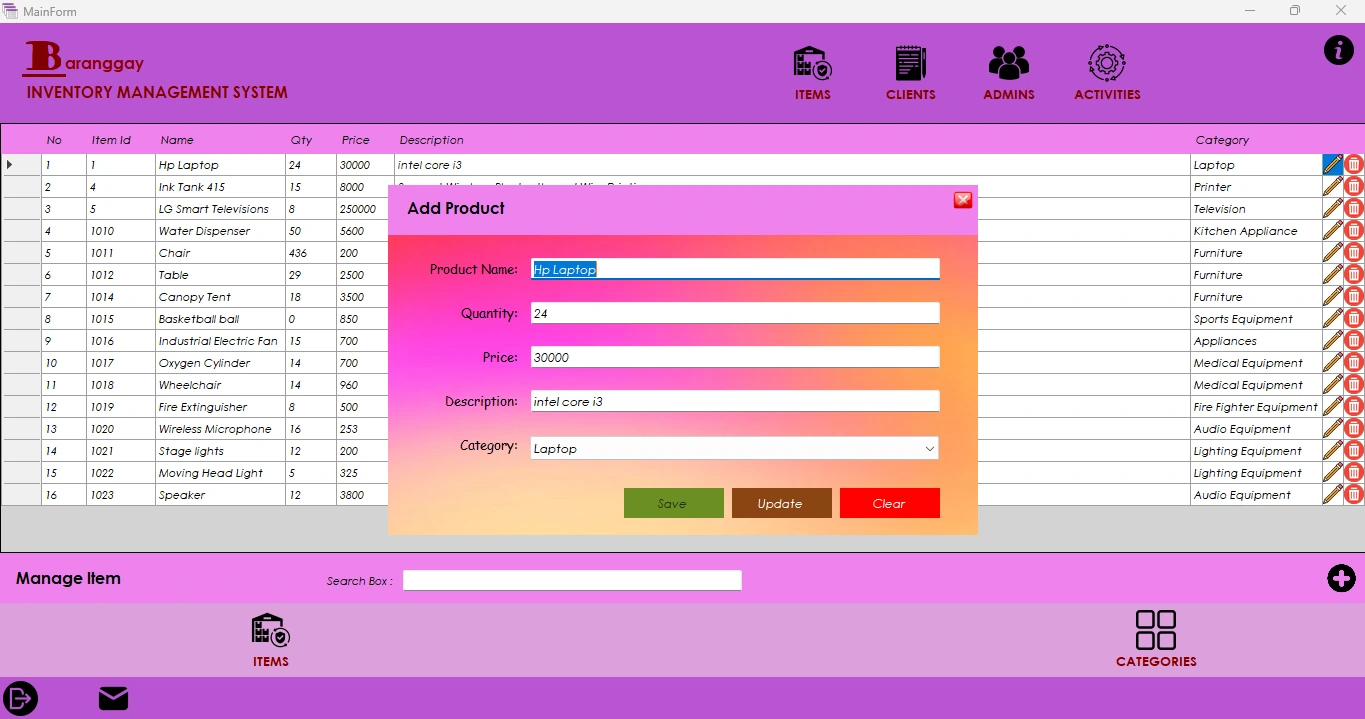 MainForm
Baranggay
INVENTORY MANAGEMENT SYSTEM
ITEMS CLIENTS ADMINS ACTIVITIES
No Item Id Name Qty Price Description Category
1 1 Hp Laptop 24 30000 intel core i3 Laptop
2 4 Ink Tank 415 15 8000 Printer
3 5 LG Smart Televisions 8 250000 Television
4 1010 Water Dispenser 50 5600 Kitchen Appliance
5 1011 Chair 436 200 Furniture
6 1012 Table 29 2500 Furniture
7 1014 Canopy Tent 18 3500 Furniture
8 1015 Basketball ball 0 850 Sports Equipment
9 1016 Industrial Electric Fan 15 700 Appliances
10 1017 Oxygen Cylinder 14 700 Medical Equipment
11 1018 Wheelchair 14 960 Medical Equipment
12 1019 Fire Extinguisher 8 500 Fire Fighter Equipment
13 1020 Wireless Microphone 16 253 Audio Equipment
14 1021 Stage lights 12 200 Lighting Equipment
15 1022 Moving Head Light 5 325 Lighting Equipment
16 1023 Speaker 12 3800 Audio Equipment
Add Product
Product Name: Hp Laptop
Quantity: 24
Price: 30000
Description: intel core i3
Category: Laptop
Save Update Clear
Manage Item Search Box :
ITEMS CATEGORIES